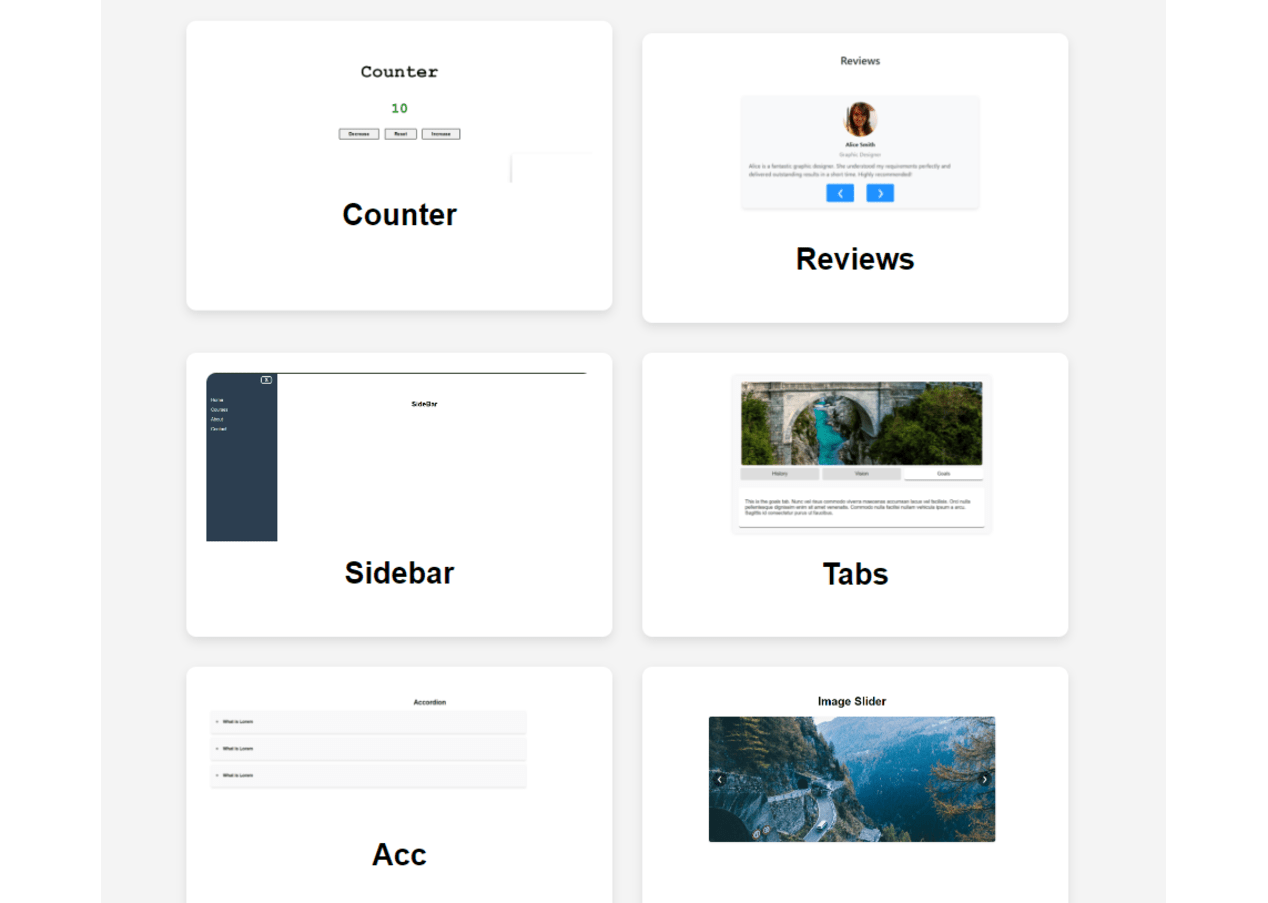 Counter
10
Decrease Reset Increase
Counter
Reviews
Alice Smith
Graphic Designer
Alice is a fantastic graphic designer. She understood my requirements perfectly and
delivered outstanding results in a short time. Highly recommended!
Reviews
Home
Courses
About
Contact
SideBar
Sidebar
History Vision Goals
This is the goals tab. Nunc vel risus commodo viverra maecenas accumsan lacus vel facilisis. Orci nulla
pellentesque dignissim enim sit amet venenatis. Commodo nulla facilisi nullam vehicula ipsum a arcu.
Sagittis id consectetur purus ut faucibus.
Tabs
Accordion
What is Lorem
What is Lorem
What is Lorem
Acc
Image Slider